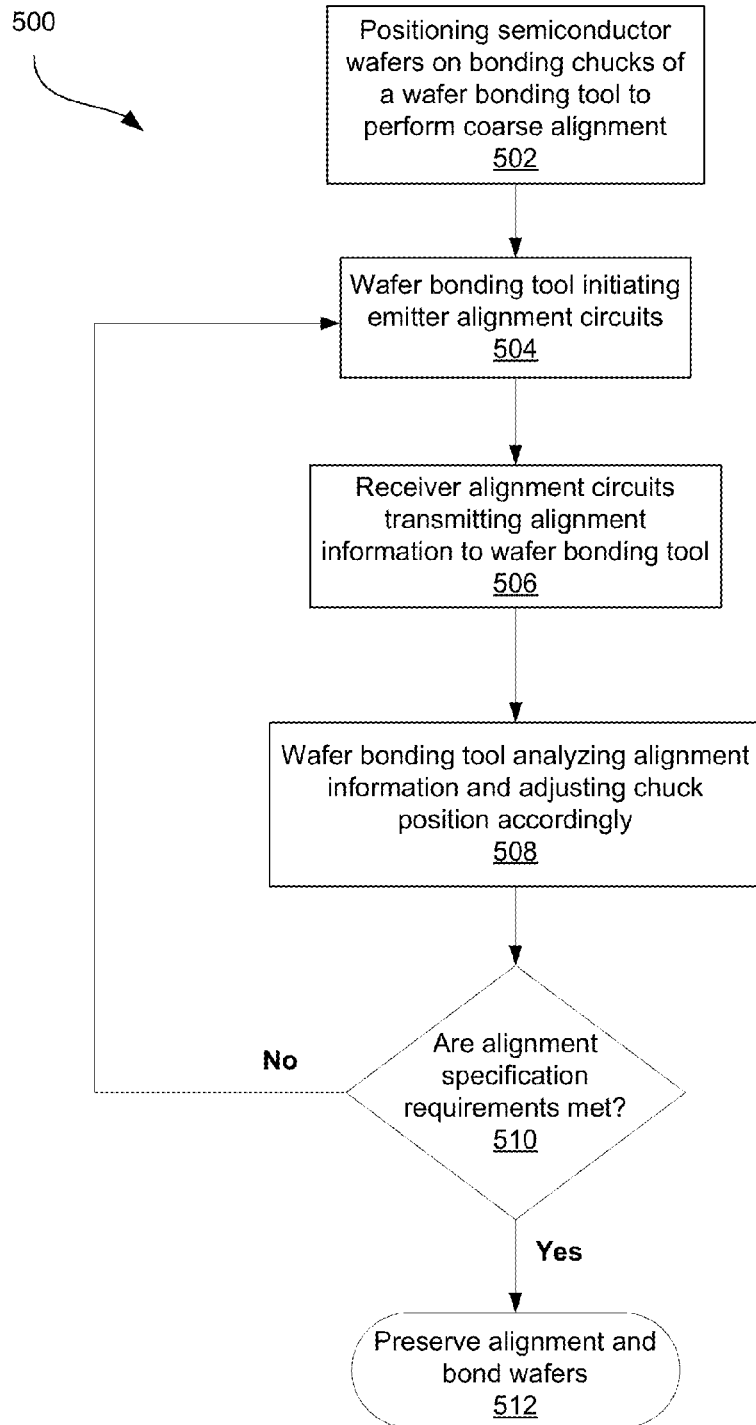 500
Positioning semiconductor
wafers on bonding chucks of
a wafer bonding tool to
perform coarse alignment
502
Wafer bonding tool initiating
emitter alignment circuits
504
Receiver alignment circuits
transmitting alignment
information to wafer bonding tool
506
Wafer bonding tool analyzing alignment
information and adjusting chuck
position accordingly
508
Are alignment
specification
requirements met?
510
No
Yes
Preserve alignment and
bond wafers
512